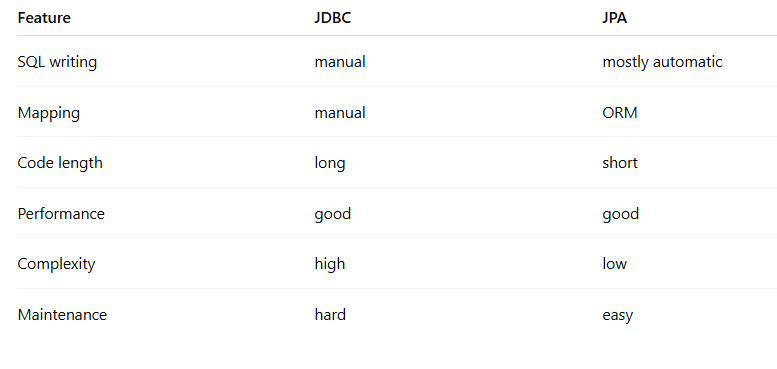 Feature JDBC JPA
SQL writing manual mostly automatic
Mapping manual ORM
Code length long short
Performance good good
Complexity high low
Maintenance hard easy